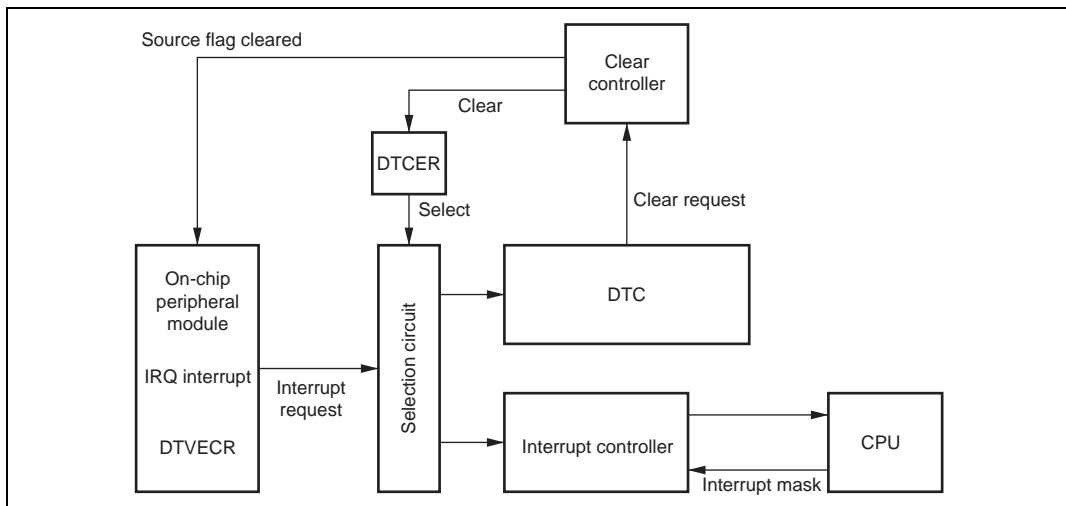 Source flag cleared
Clear
controller
Clear
DTCER
Clear request
Select
On-chip
peripheral
module
DTC
Selection circuit
IRQ interrupt
Interrupt
request
DTVECR
Interrupt controller
CPU
Interrupt mask